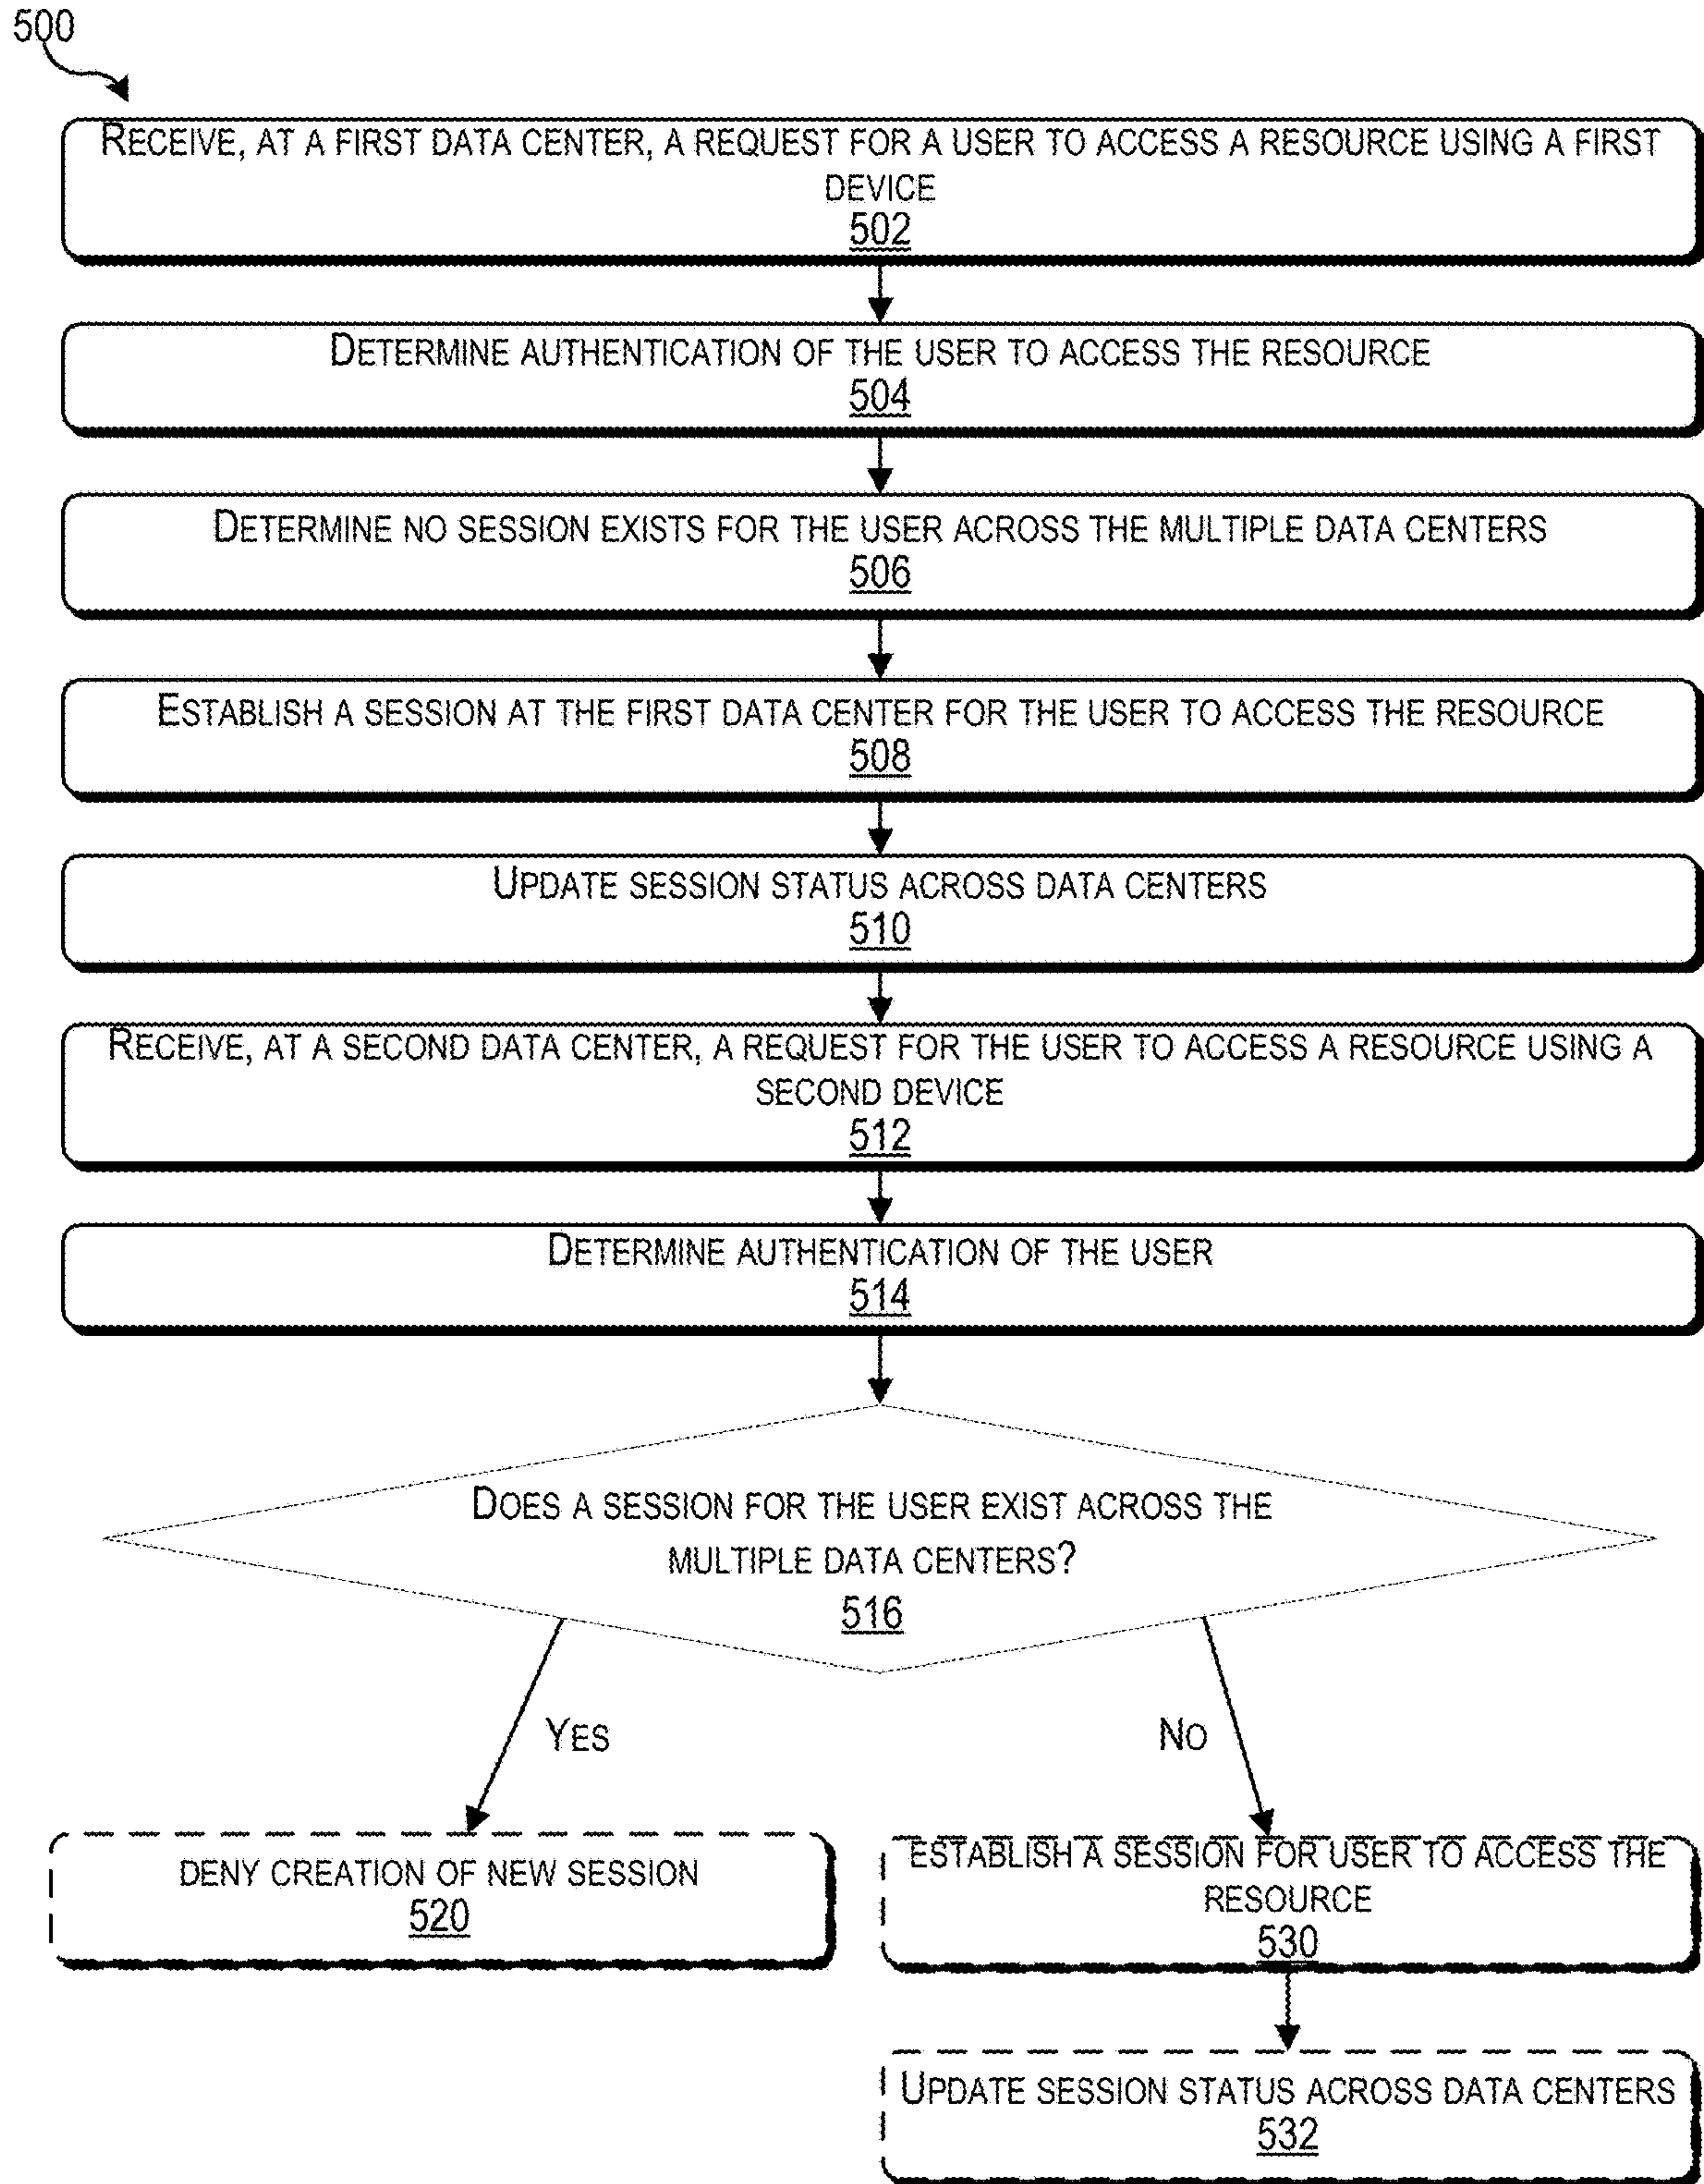 500
RECEIVE, AT A FIRST DATA CENTER, A REQUEST FOR A USER TO ACCESS A RESOURCE USING A FIRST
DEVICE
502
DETERMINE AUTHENTICATION OF THE USER TO ACCESS THE RESOURCE
504
DETERMINE NO SESSION EXISTS FOR THE USER ACROSS THE MULTIPLE DATA CENTERS
506
ESTABLISH A SESSION AT THE FIRST DATA CENTER FOR THE USER TO ACCESS THE RESOURCE
508
UPDATE SESSION STATUS ACROSS DATA CENTERS
510
RECEIVE, AT A SECOND DATA CENTER, A REQUEST FOR THE USER TO ACCESS A RESOURCE USING A
SECOND DEVICE
512
DETERMINE AUTHENTICATION OF THE USER
514
DOES A SESSION FOR THE USER EXIST ACROSS THE
MULTIPLE DATA CENTERS?
516
YES
NO
DENY CREATION OF NEW SESSION
520
ESTABLISH A SESSION FOR USER TO ACCESS THE
RESOURCE
530
UPDATE SESSION STATUS ACROSS DATA CENTERS
532